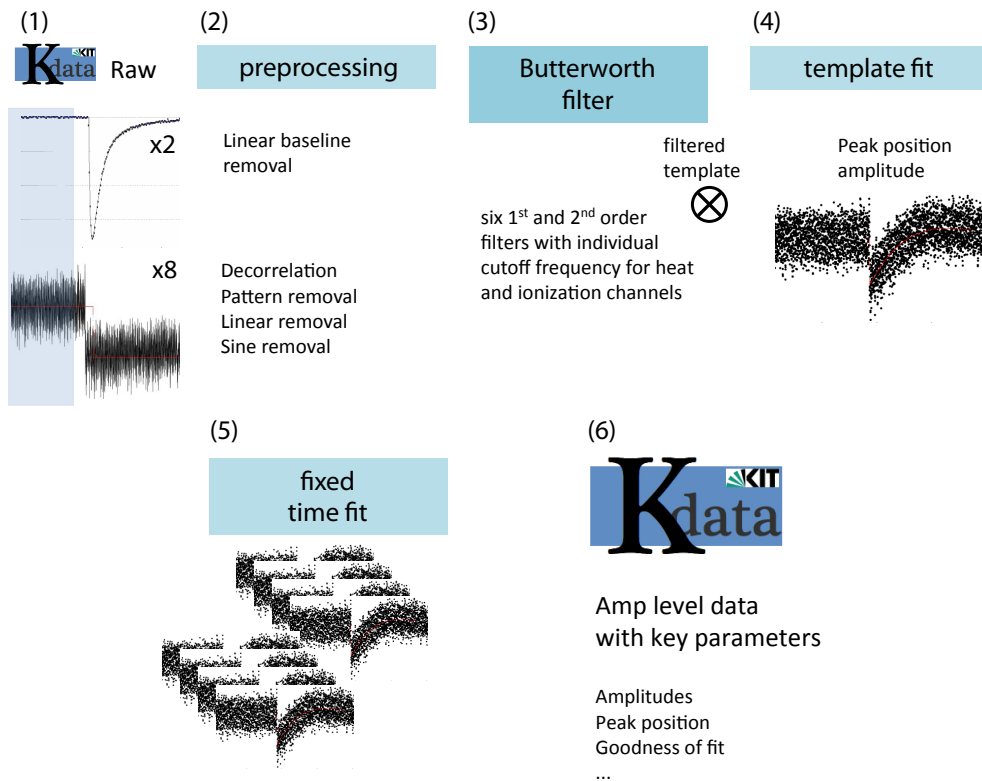 (1)
Kdata
KIT
Raw
x2
x8
(2)
preprocessing
Linear baseline
removal
Decorrelation
Pattern removal
Linear removal
Sine removal
(3)
Butterworth
filter
filtered
template
six 1st and 2nd order
filters with individual
cutoff frequency for heat
and ionization channels
(4)
template fit
Peak position
amplitude
(5)
fixed
time fit
(6)
Kdata
KIT
Amp level data
with key parameters
Amplitudes
Peak position
Goodness of fit
...